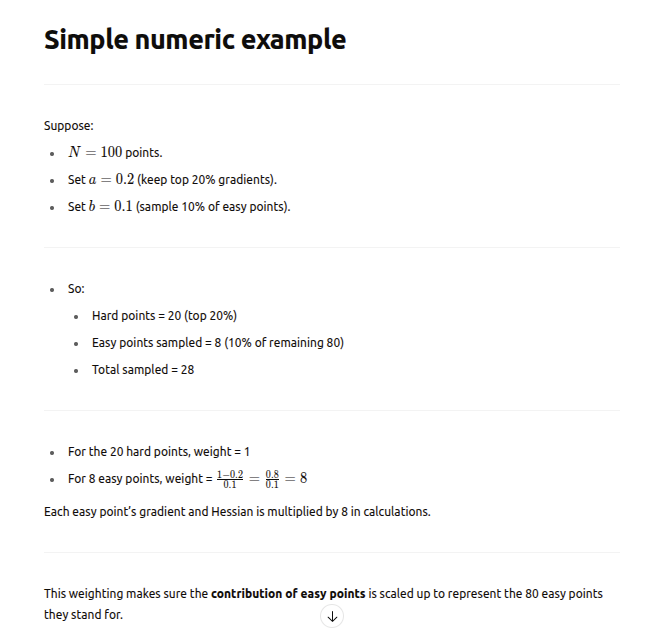 Simple numeric example
Suppose:
• N = 100 points.
• Set a = 0.2 (keep top 20% gradients).
• Set b = 0.1 (sample 10% of easy points).
• So:
• Hard points = 20 (top 20%)
• Easy points sampled = 8 (10% of remaining 80)
• Total sampled = 28
• For the 20 hard points, weight = 1
• For 8 easy points, weight = \frac{1-0.2}{0.1} = \frac{0.8}{0.1} = 8
Each easy point's gradient and Hessian is multiplied by 8 in calculations.
This weighting makes sure the contribution of easy points is scaled up to represent the 80 easy points
they stand for.